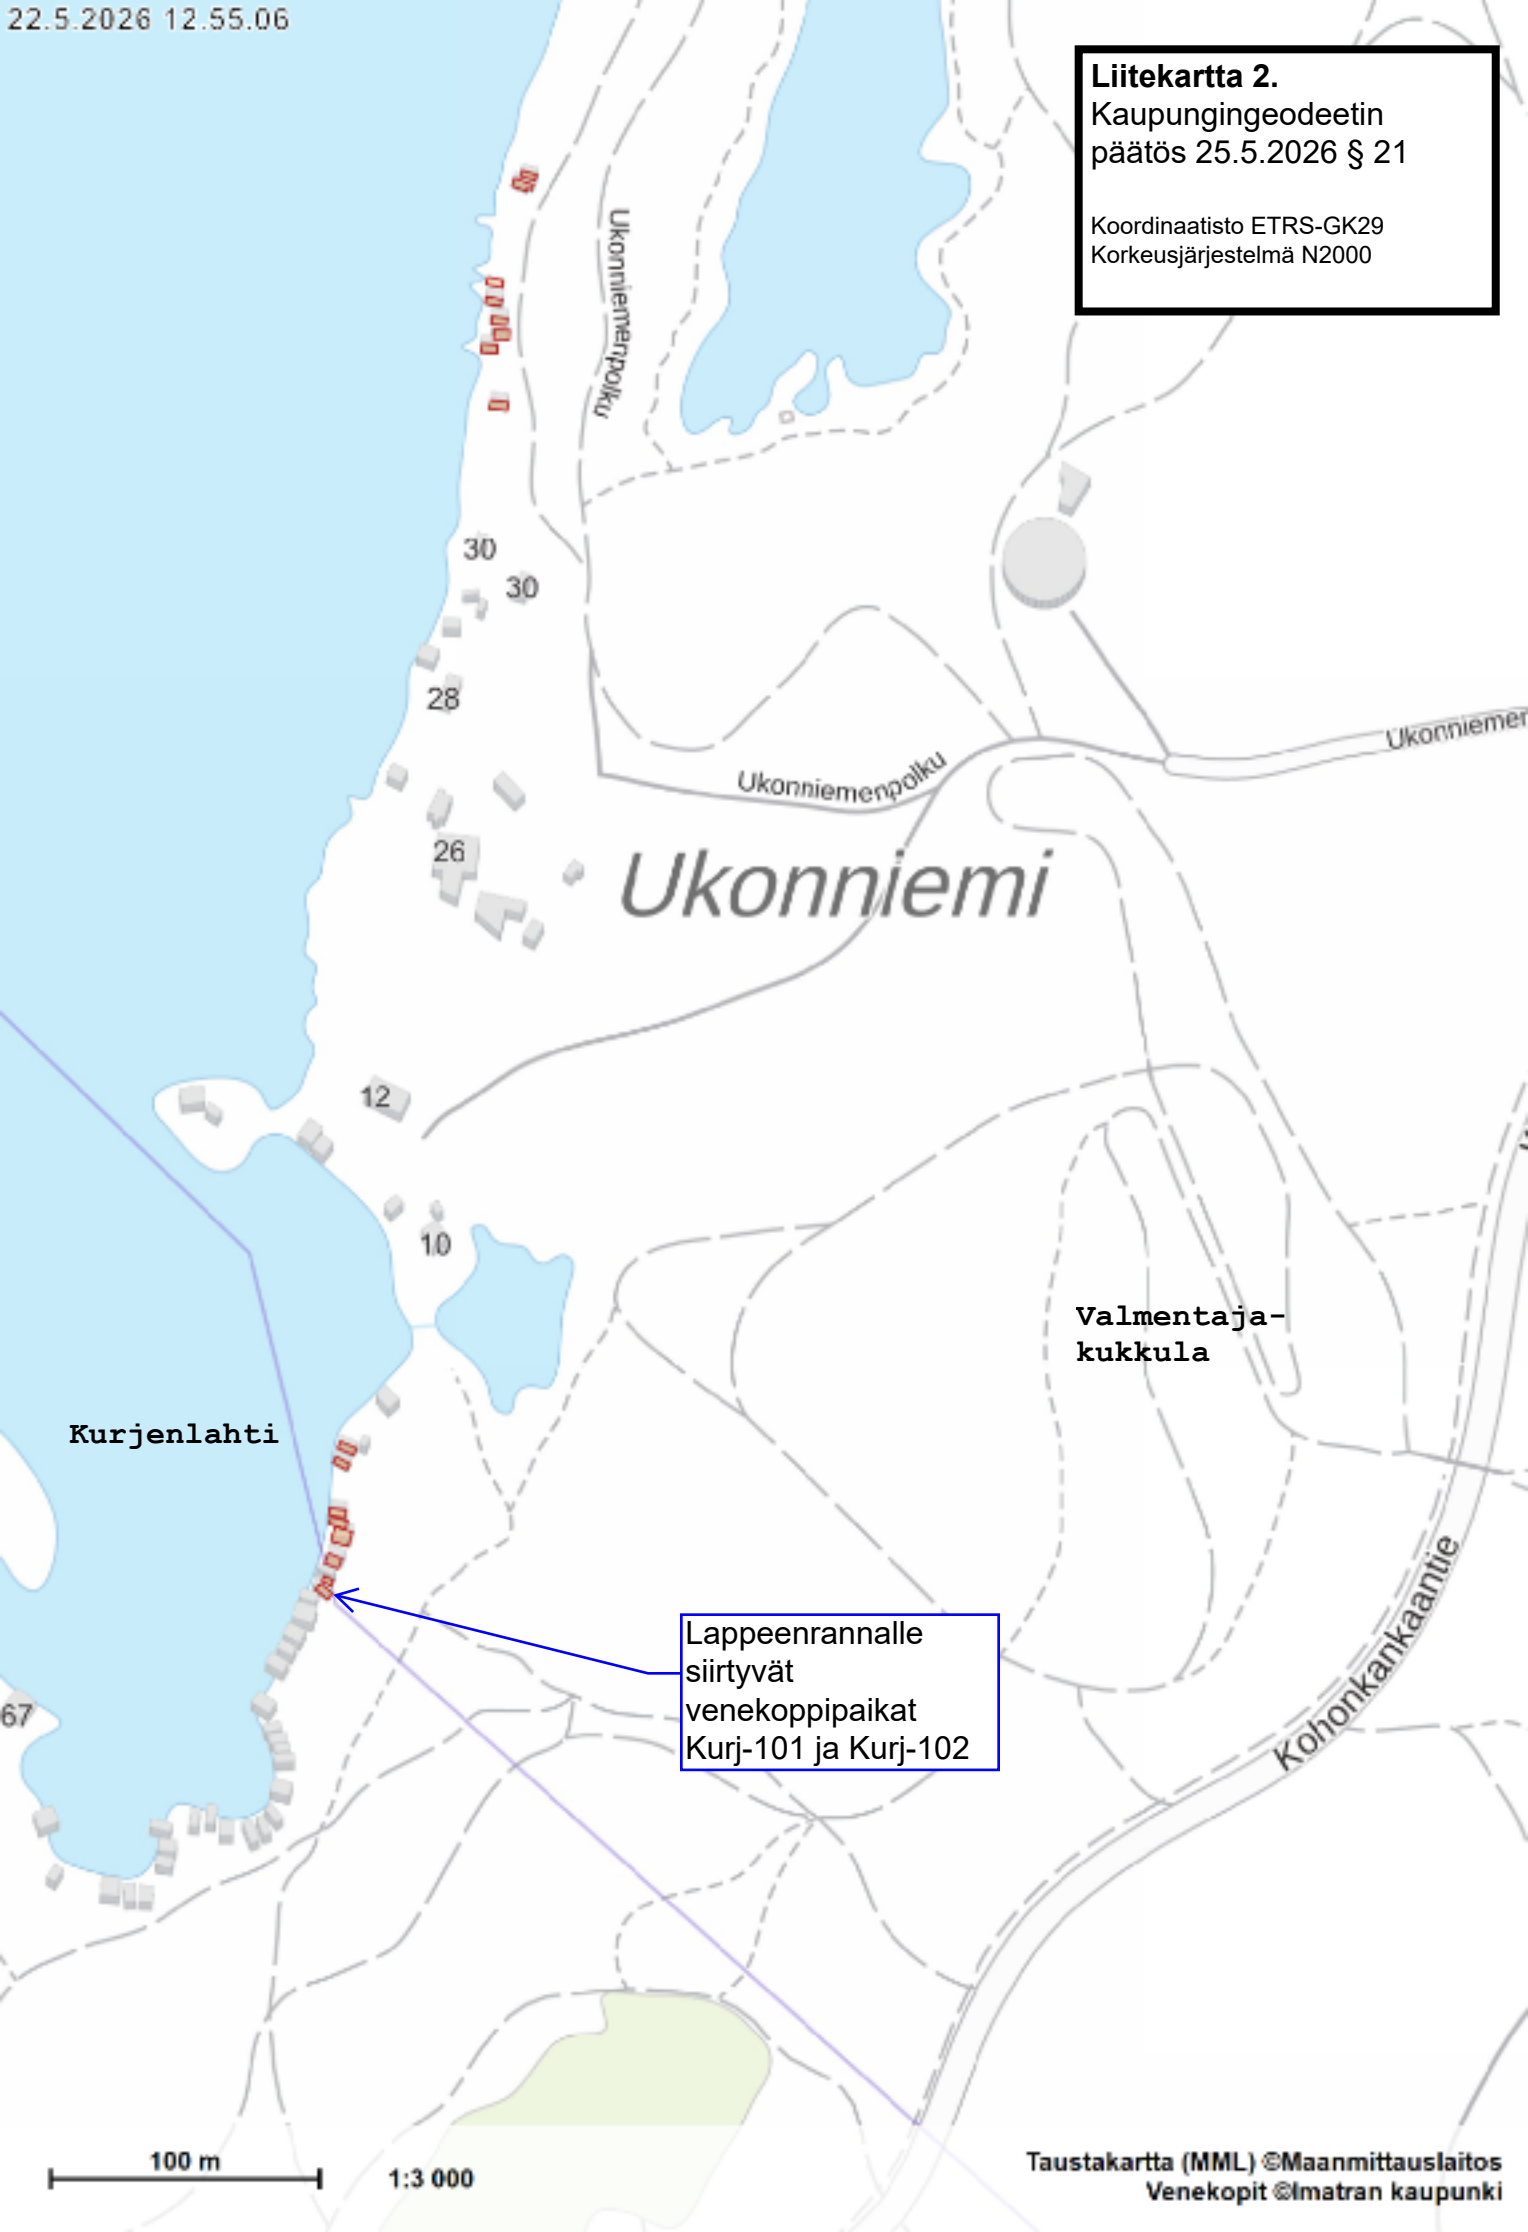 22.5.2026 12.55.06
Liitekartta 2.
Kaupungingeodeetin
päätös 25.5.2026 § 21
Koordinaatisto ETRS-GK29
Korkeusjärjestelmä N2000
Ukonniemenpolku
30
30
28
Ukonniemen
Ukonniemenpolku
26
Ukonniemi
12
10
Valmentaja-
kukkula
Kurjenlahti
Kohonkankaantie
Lappeenrannalle
siirtyvät
venekoppipaikat
Kurj-101 ja Kurj-102
67
100 m
1:3 000
Taustakartta (MML) ©Maanmittauslaitos
Venekopit ©Imatran kaupunki